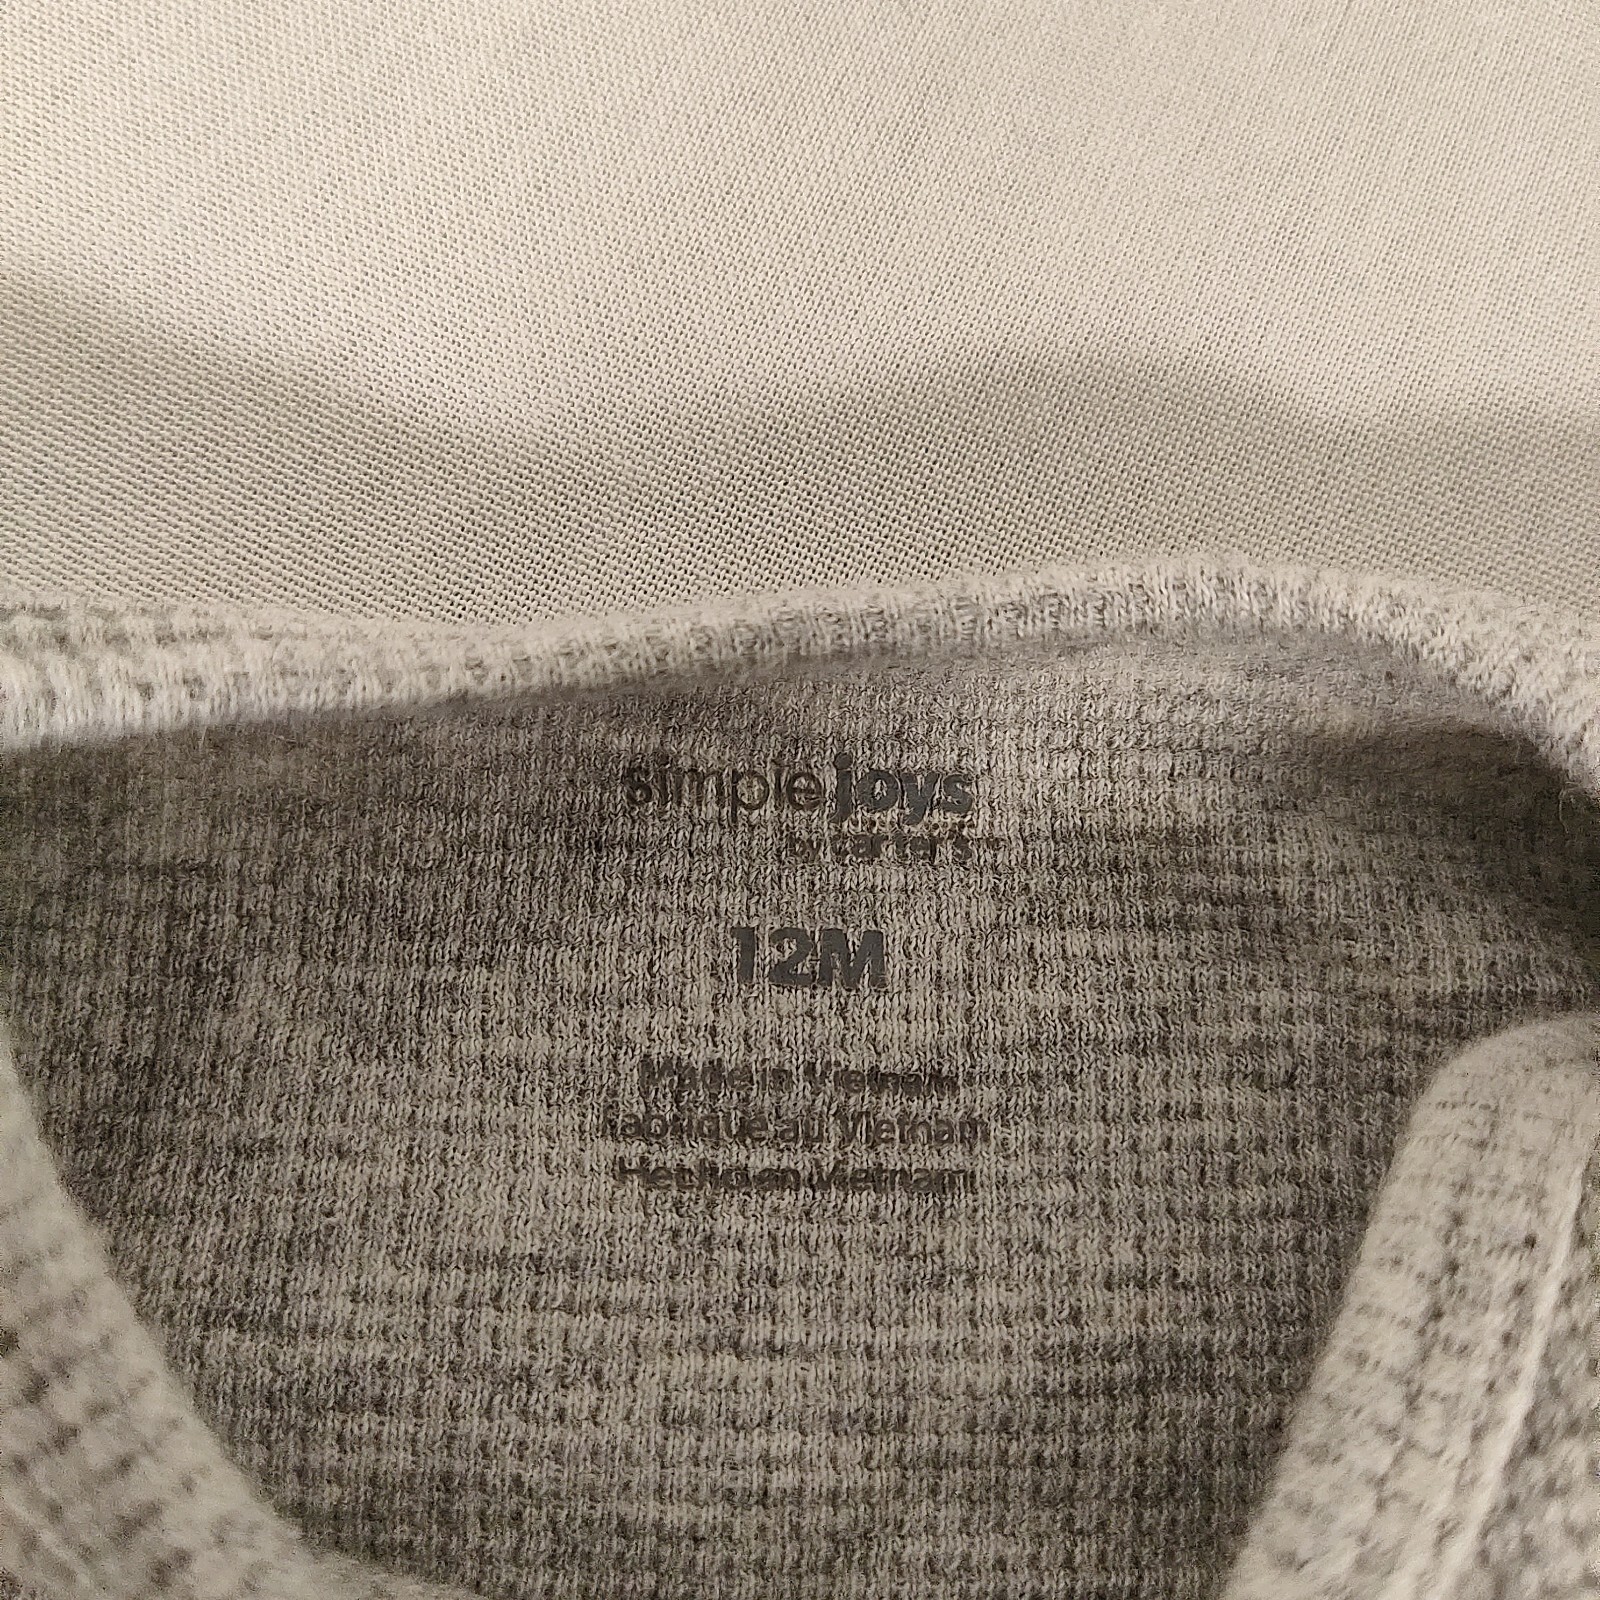 simple joys
by carter's
12M
Made in Vietnam
Fabriqué au Vietnam
Hecho en Vietnam